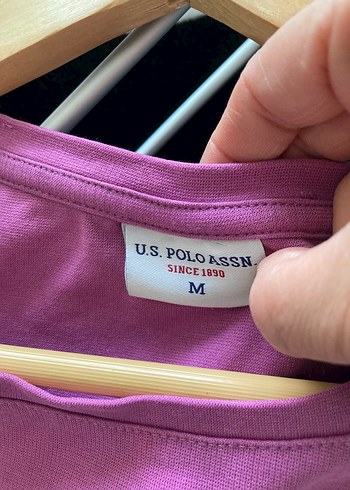 U.S. POLO ASSN.
SINCE 1890
M